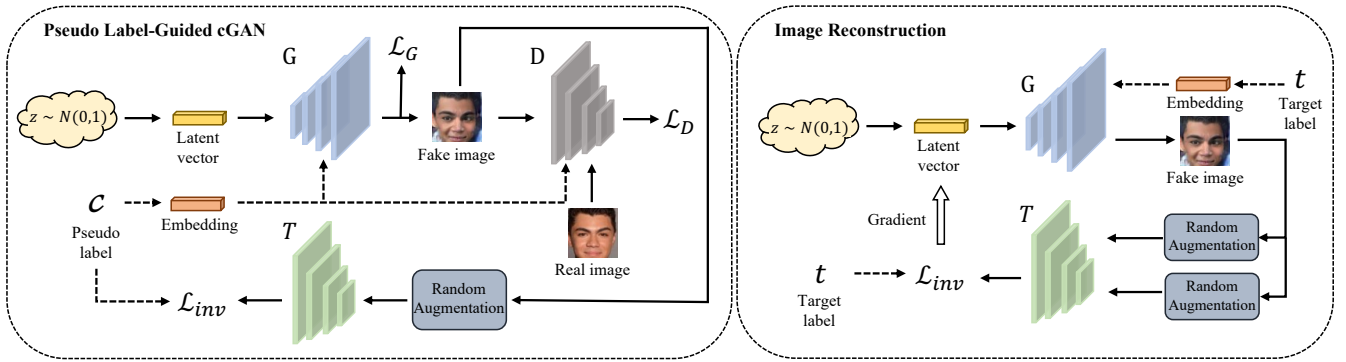 Pseudo Label-Guided cGAN
G
ℒ_G
D
z ~ N(0,1)
Latent
vector
Fake image
ℒ_D
c
Embedding
Pseudo
label
T
Real image
ℒ_inv
Random
Augmentation
Image Reconstruction
G
t
Embedding
Target
label
z ~ N(0,1)
Latent
vector
Fake image
Gradient
T
Random
Augmentation
t
ℒ_inv
Random
Augmentation
Target
label